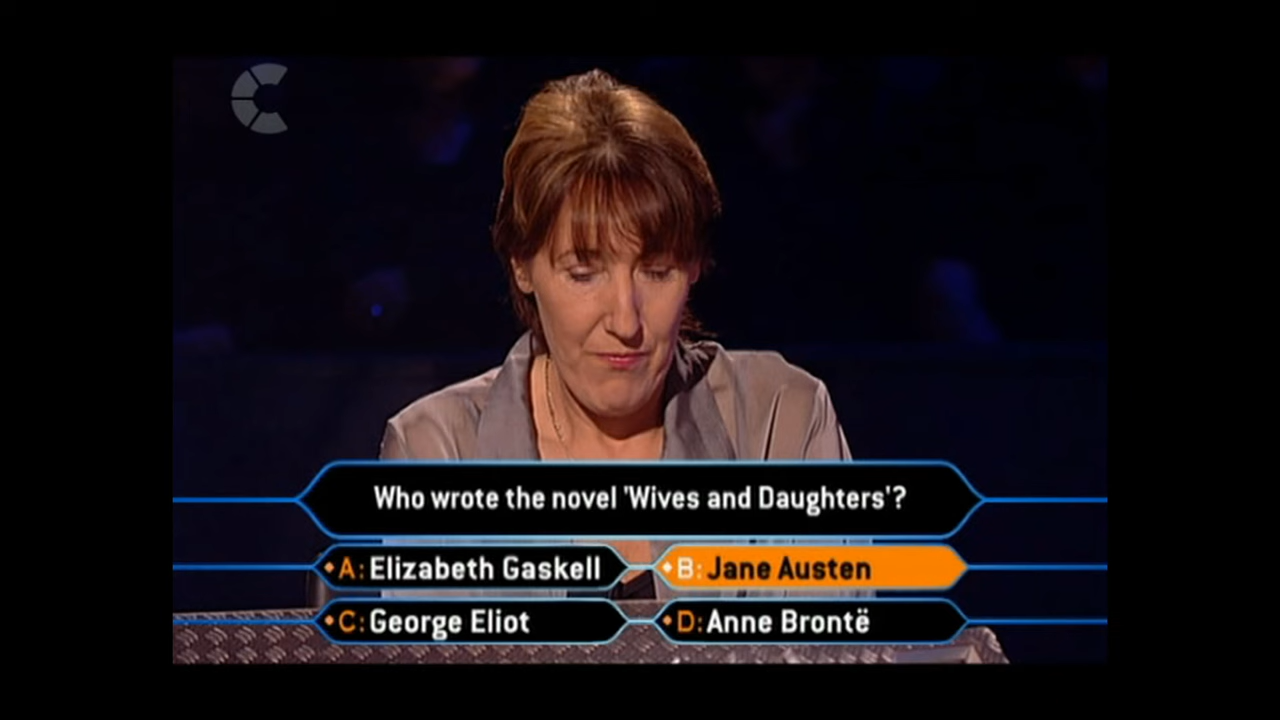 Who wrote the novel 'Wives and Daughters'?
A: Elizabeth Gaskell
B: Jane Austen
C: George Eliot
D: Anne Brontë